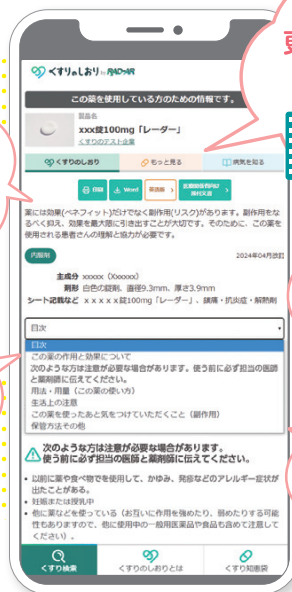 くすりのしおり by RAD-AR
この薬を使用している方のための情報です。
製品名
xxx錠100mg「レーダー」
くすりのテスト企業
くすりのしおり もっと見る 病気を知る
印刷 Word 英語版 医療関係者向け
添付文書
薬には効果(ベネフィット)だけでなく副作用(リスク)があります。副作用をな
るべく抑え、効果を最大限に引き出すことが大切です。そのために、この薬を
使用される患者さんの理解と協力が必要です。
内服剤 2024年04月改訂
主成分 xxxxx (Xxxxxx)
剤形 白色の錠剤、直径9.3mm、厚さ3.9mm
シート記載など x x x x x 錠100mg「レーダー」、鎮痛・抗炎症・解熱剤
目次
目次
この薬の作用と効果について
次のような方は注意が必要な場合があります。使う前に必ず担当の医師
と薬剤師に伝えてください。
用法・用量(この薬の使い方)
生活上の注意
この薬を使ったあと気をつけていただくこと(副作用)
保管方法その他
次のような方は注意が必要な場合があります。
使う前に必ず担当の医師と薬剤師に伝えてください。
• 以前に薬や食べ物でを使用して、かゆみ、発疹などのアレルギー症状が
出たことがある。
• 妊娠または授乳中
• 他に薬などを使っている(お互いに作用を強めたり、弱めたりする可能
性もありますので、他に使用中の一般用医薬品や食品も含めて注意して
ください)。
くすり検索 くすりのしおりとは くすり知恵袋